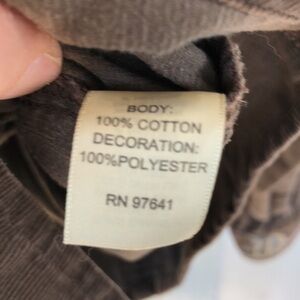 BODY:
100% COTTON
DECORATION:
100%POLYESTER
RN 97641